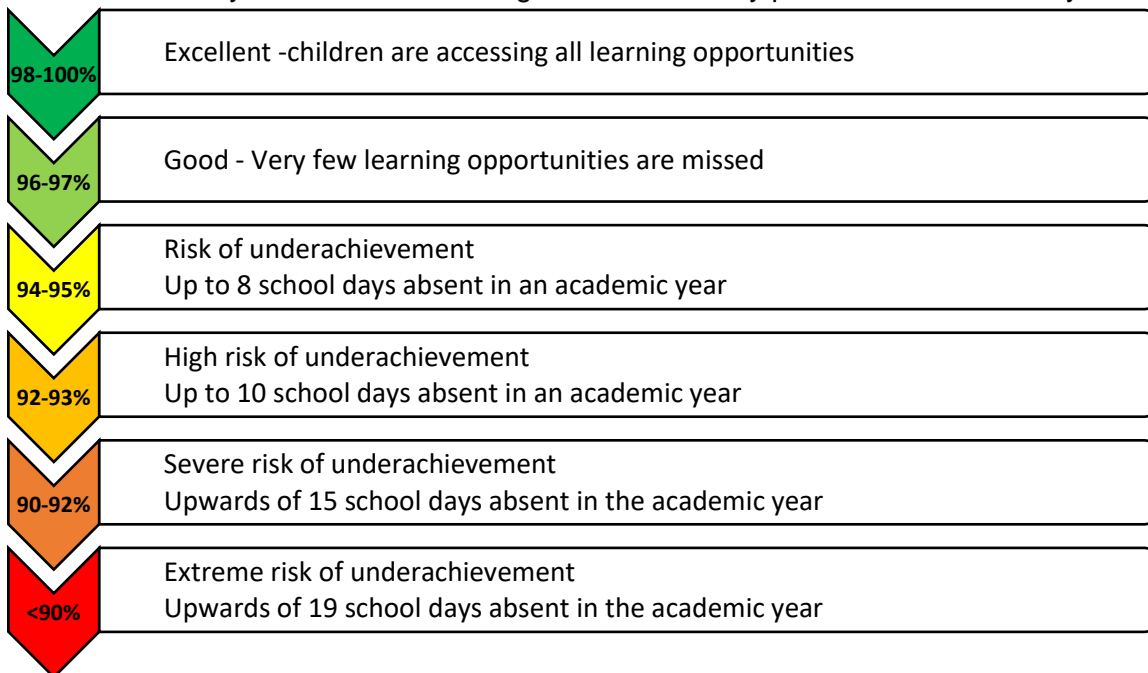 98-100%
Excellent -children are accessing all learning opportunities
96-97%
Good - Very few learning opportunities are missed
94-95%
Risk of underachievement
Up to 8 school days absent in an academic year
92-93%
High risk of underachievement
Up to 10 school days absent in an academic year
90-92%
Severe risk of underachievement
Upwards of 15 school days absent in the academic year
<90%
Extreme risk of underachievement
Upwards of 19 school days absent in the academic year